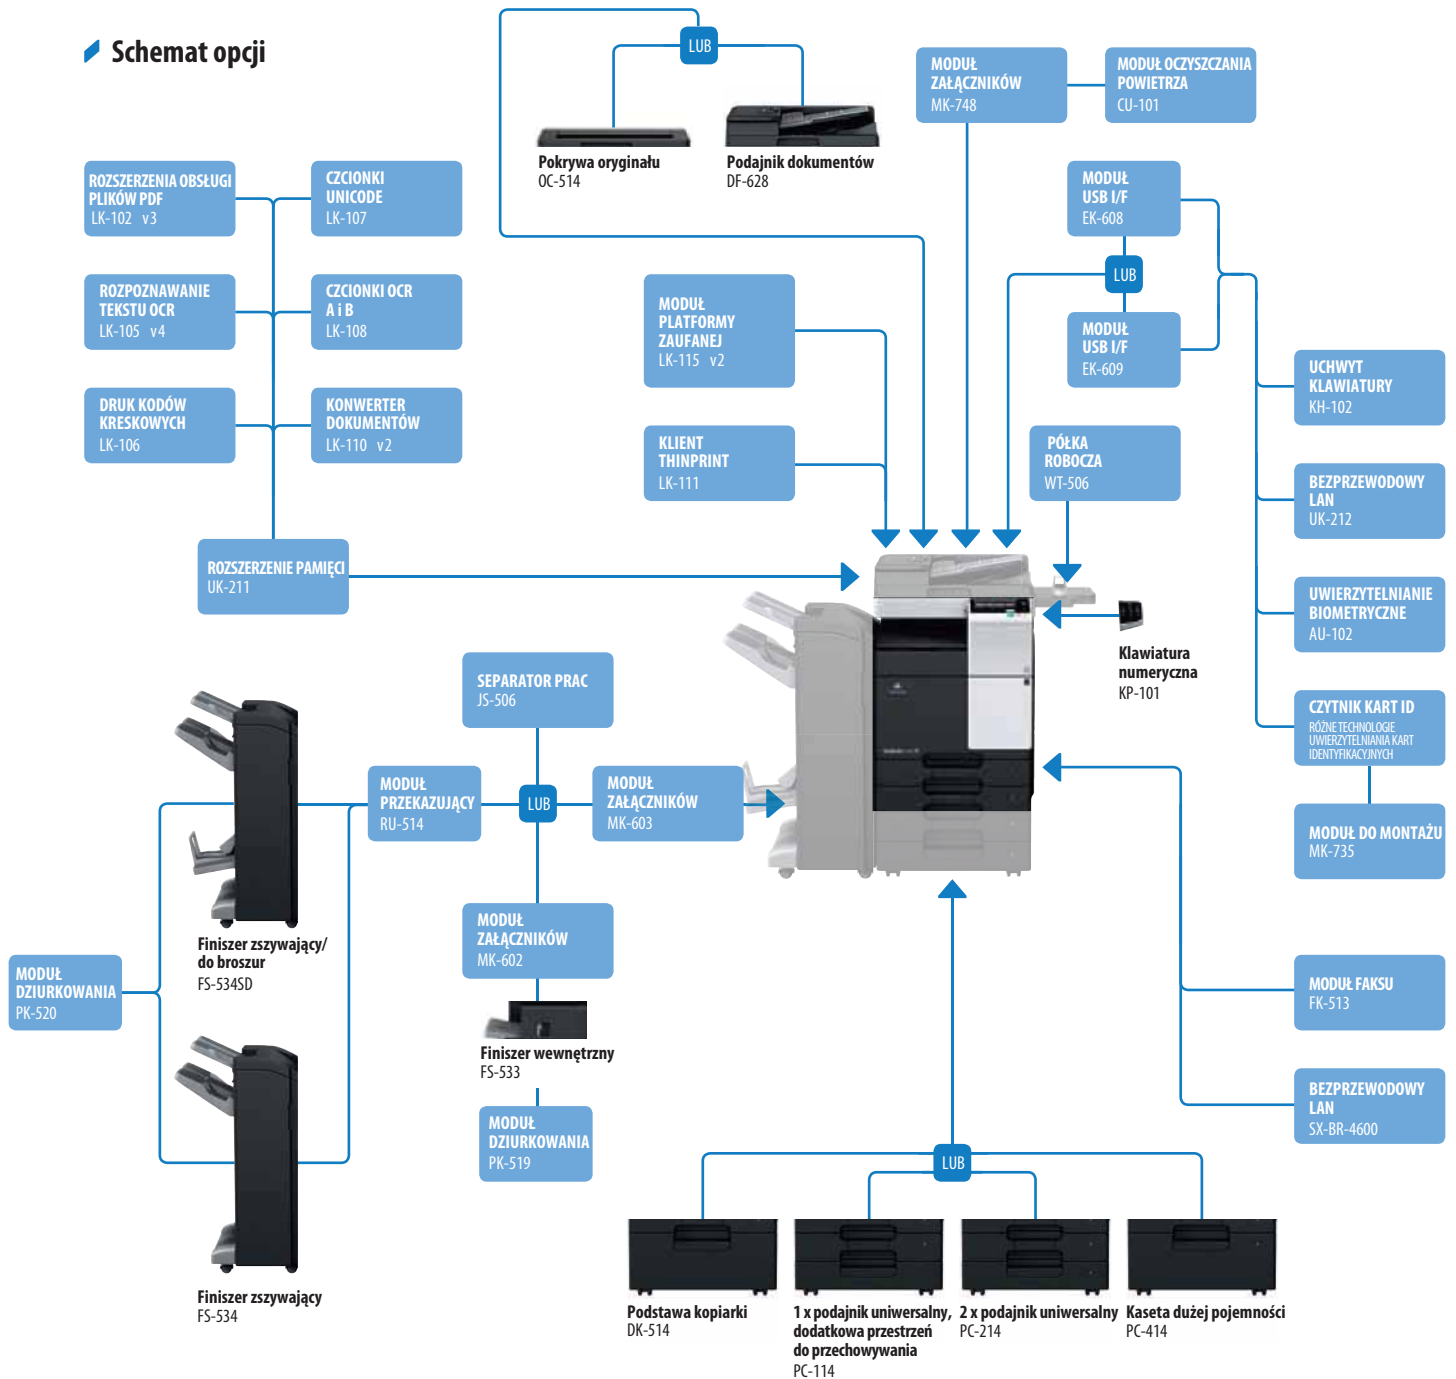 Schemat opcji
LUB
Pokrywa oryginału
OC-514
Podajnik dokumentów
DF-628
MODUŁ
ZAŁĄCZNIKÓW
MK-748
MODUŁ OCZYSZCZANIA
POWIETRZA
CU-101
ROZSZERZENIA OBSŁUGI
PLIKÓW PDF
LK-102 v3
CZCIONKI
UNICODE
LK-107
ROZPOZNAWANIE
TEKSTU OCR
LK-105 v4
CZCIONKI OCR
A i B
LK-108
DRUK KODÓW
KRESKOWYCH
LK-106
KONWERTER
DOKUMENTÓW
LK-110 v2
ROZSZERZENIE PAMIĘCI
UK-211
MODUŁ
PLATFORMY
ZAUFANEJ
LK-115 v2
KLIENT
THINPRINT
LK-111
MODUŁ
USB I/F
EK-608
LUB
MODUŁ
USB I/F
EK-609
PÓŁKA
ROBOCZA
WT-506
UCHWYT
KLAWIATURY
KH-102
BEZPRZEWODOWY
LAN
UK-212
UWIERZYTELNIANIE
BIOMETRYCZNE
AU-102
CZYTNIK KART ID
RÓŻNE TECHNOLOGIE
UWIERZYTELNIANIA KART
IDENTYFIKACYJNYCH
MODUŁ DO MONTAŻU
MK-735
Klawiatura
numeryczna
KP-101
SEPARATOR PRAC
JS-506
MODUŁ
PRZEKAZUJĄCY
RU-514
LUB
MODUŁ
ZAŁĄCZNIKÓW
MK-603
MODUŁ
ZAŁĄCZNIKÓW
MK-602
Finiszer wewnętrzny
FS-533
MODUŁ
DZIURKOWANIA
PK-519
Finiszer zszywający/
do broszur
FS-534SD
MODUŁ
DZIURKOWANIA
PK-520
Finiszer zszywający
FS-534
MODUŁ FAKSU
FK-513
BEZPRZEWODOWY
LAN
SX-BR-4600
LUB
Podstawa kopiarki
DK-514
1 x podajnik uniwersalny,
dodatkowa przestrzeń
do przechowywania
PC-114
2 x podajnik uniwersalny
PC-214
Kaseta dużej pojemności
PC-414